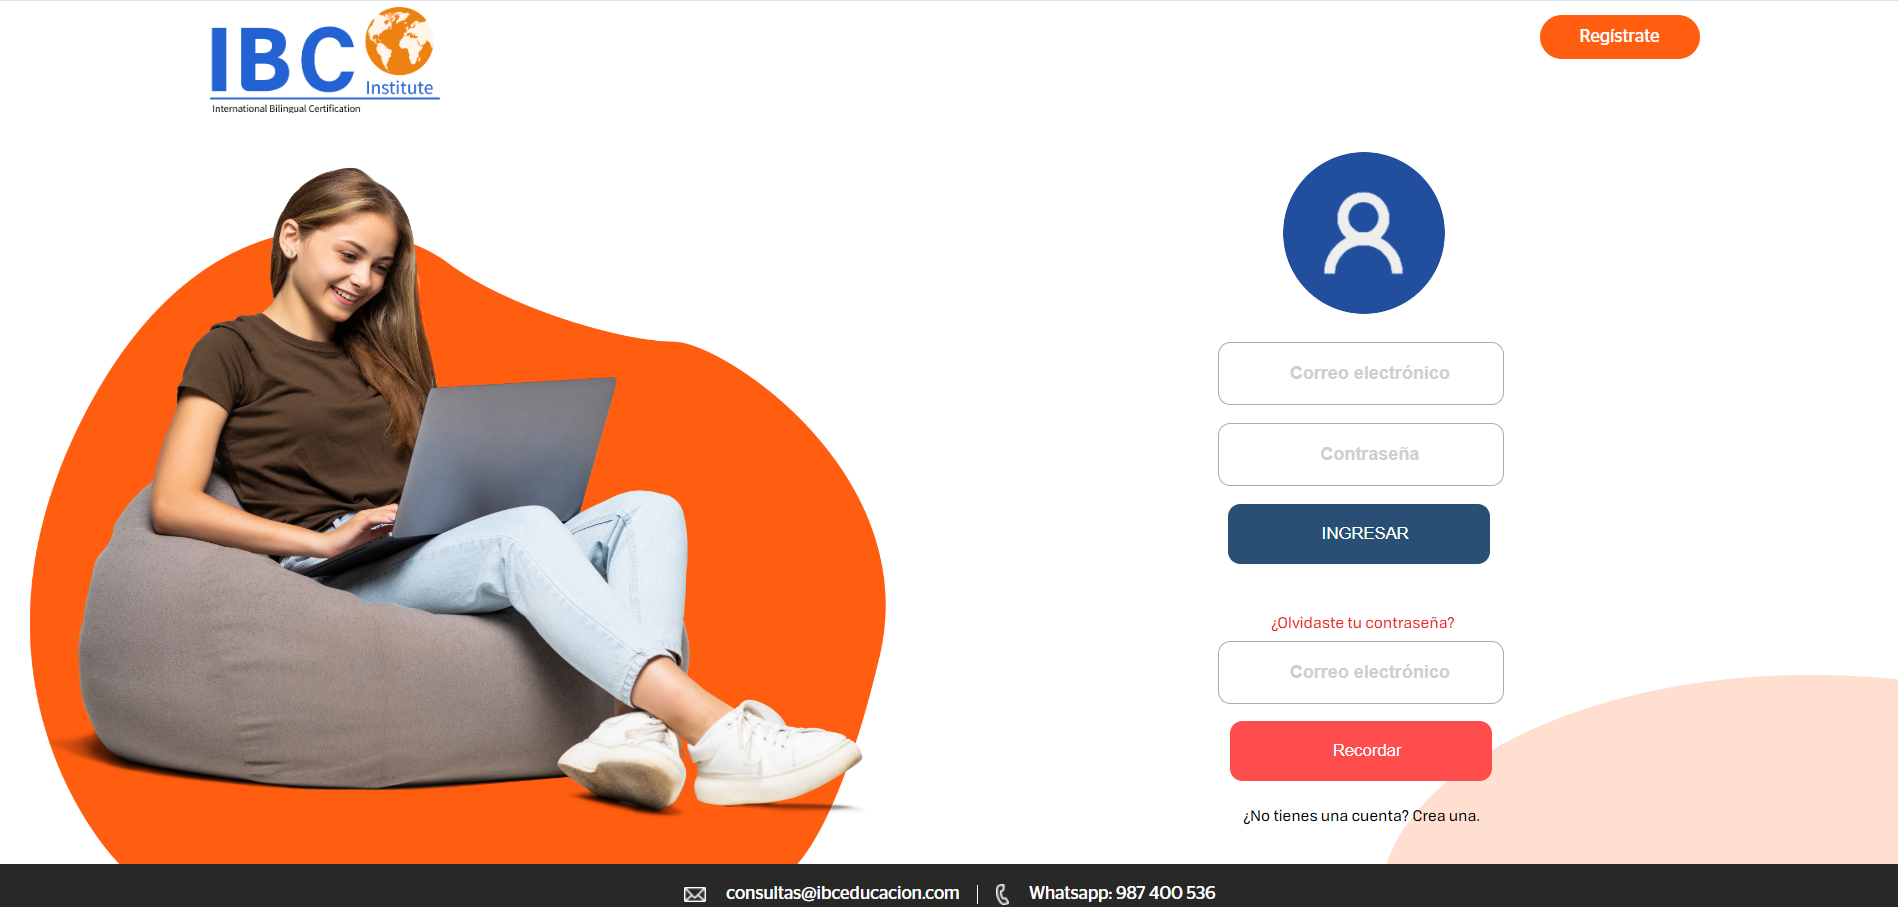 IBC
Institute
International Bilingual Certification
Regístrate
Correo electrónico
Contraseña
INGRESAR
¿Olvidaste tu contraseña?
Correo electrónico
Recordar
¿No tienes una cuenta? Crea una.
consultas@ibceducacion.com | Whatsapp: 987 400 536